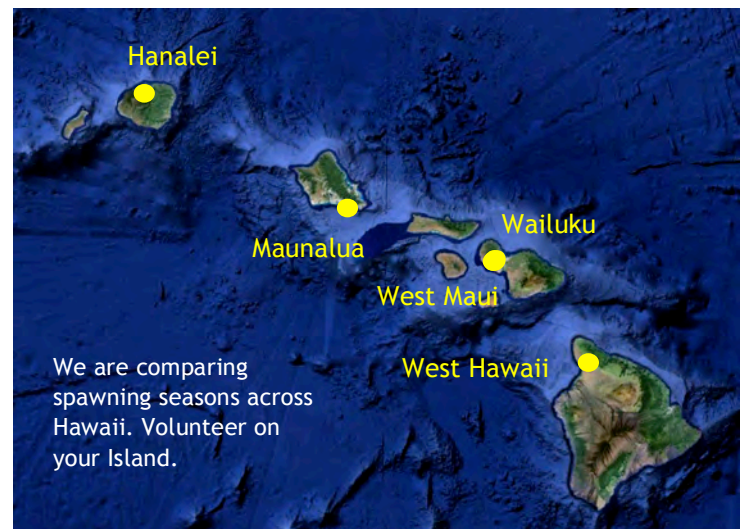 Hanalei
Maunalua
Wailuku
West Maui
West Hawaii
We are comparing
spawning seasons across
Hawaii. Volunteer on
your Island.